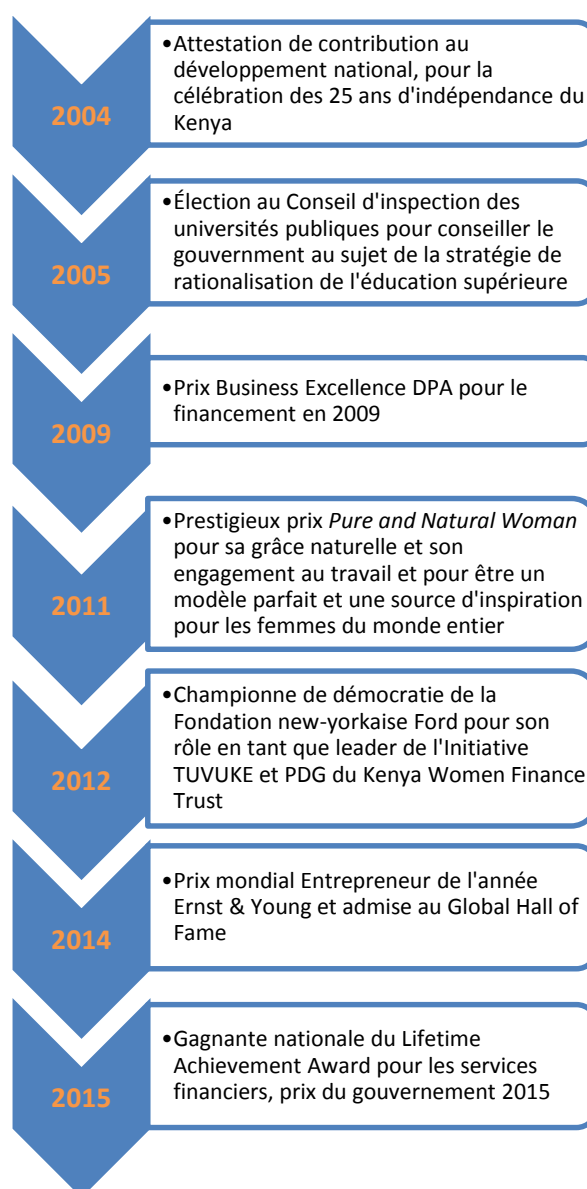 2004
•Attestation de contribution au
développement national, pour la
célébration des 25 ans d'indépendance du
Kenya
2005
•Élection au Conseil d'inspection des
universités publiques pour conseiller le
gouvernment au sujet de la stratégie de
rationalisation de l'éducation supérieure
2009
•Prix Business Excellence DPA pour le
financement en 2009
2011
•Prestigieux prix Pure and Natural Woman
pour sa grâce naturelle et son
engagement au travail et pour être un
modèle parfait et une source d'inspiration
pour les femmes du monde entier
2012
•Championne de démocratie de la
Fondation new-yorkaise Ford pour son
rôle en tant que leader de l'Initiative
TUVUKE et PDG du Kenya Women Finance
Trust
2014
•Prix mondial Entrepreneur de l'année
Ernst & Young et admise au Global Hall of
Fame
2015
•Gagnante nationale du Lifetime
Achievement Award pour les services
financiers, prix du gouvernement 2015